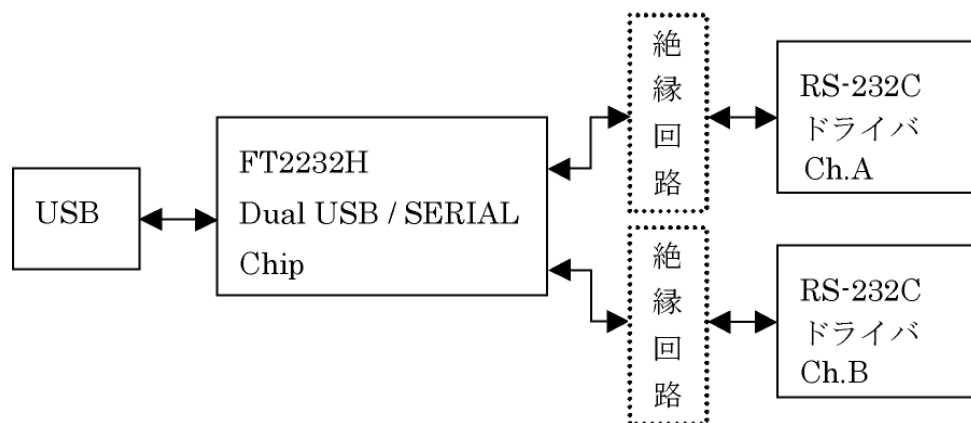 USB
FT2232H
Dual USB / SERIAL
Chip
絶縁回路
RS-232C
ドライバ
Ch.A
絶縁回路
RS-232C
ドライバ
Ch.B